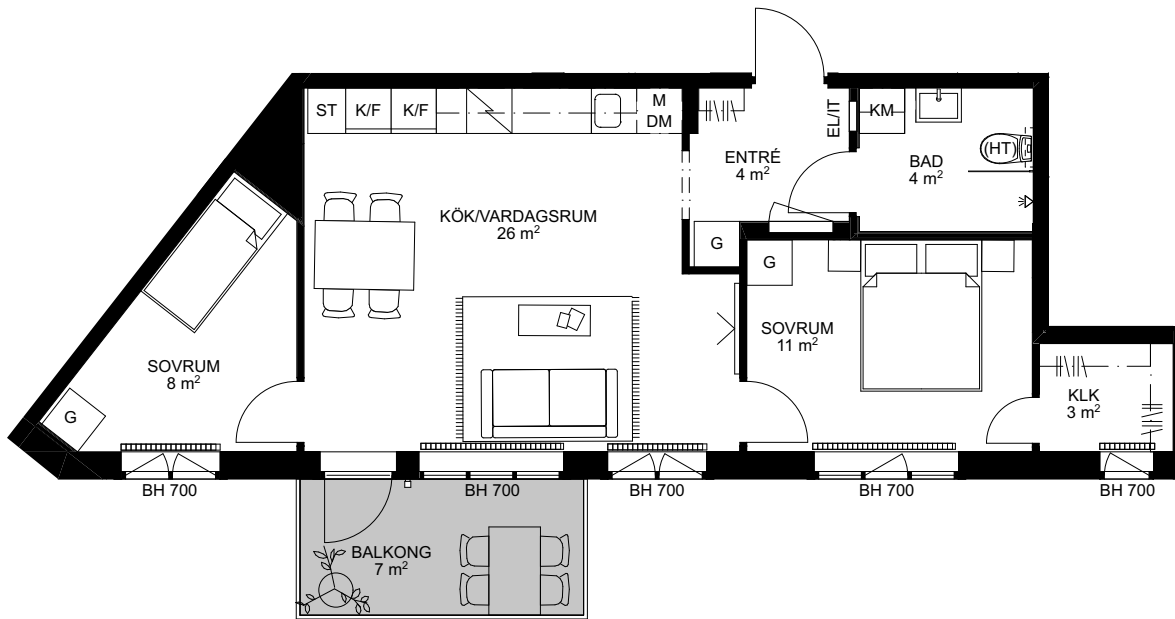 ST
K/F
K/F
M
DM
EL/IT
KM
(HT)
ENTRÉ
4 m²
BAD
4 m²
KÖK/VARDAGSRUM
26 m²
G
G
SOVRUM
11 m²
SOVRUM
8 m²
G
KLK
3 m²
BH 700
BH 700
BH 700
BH 700
BH 700
BALKONG
7 m²